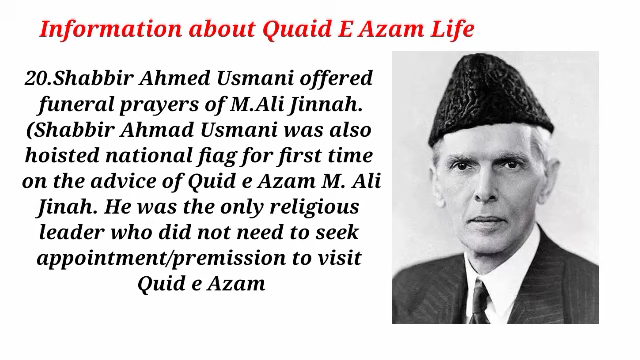 Information about Quaid E Azam Life
20.Shabbir Ahmed Usmani offered
funeral prayers of M.Ali Jinnah.
(Shabbir Ahmad Usmani was also
hoisted national fiag for first time
on the advice of Quid e Azam M. Ali
Jinah. He was the only religious
leader who did not need to seek
appointment/premission to visit
Quid e Azam